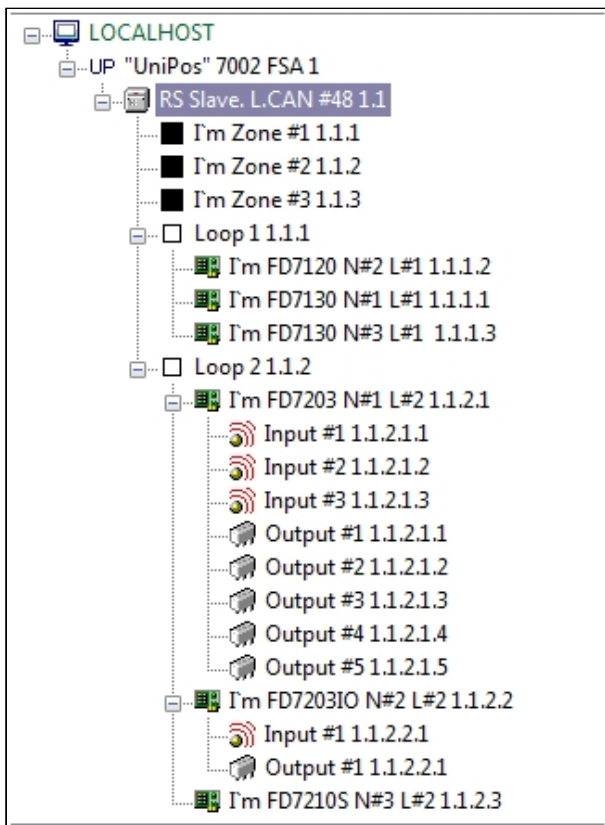 LOCALHOST
UP "UniPos" 7002 FSA 1
RS Slave. L.CAN #48 1.1
I`m Zone #1 1.1.1
I`m Zone #2 1.1.2
I`m Zone #3 1.1.3
Loop 1 1.1.1
I`m FD7120 N#2 L#1 1.1.1.2
I`m FD7130 N#1 L#1 1.1.1.1
I`m FD7130 N#3 L#1 1.1.1.3
Loop 2 1.1.2
I`m FD7203 N#1 L#2 1.1.2.1
Input #1 1.1.2.1.1
Input #2 1.1.2.1.2
Input #3 1.1.2.1.3
Output #1 1.1.2.1.1
Output #2 1.1.2.1.2
Output #3 1.1.2.1.3
Output #4 1.1.2.1.4
Output #5 1.1.2.1.5
I`m FD7203IO N#2 L#2 1.1.2.2
Input #1 1.1.2.2.1
Output #1 1.1.2.2.1
I`m FD7210S N#3 L#2 1.1.2.3